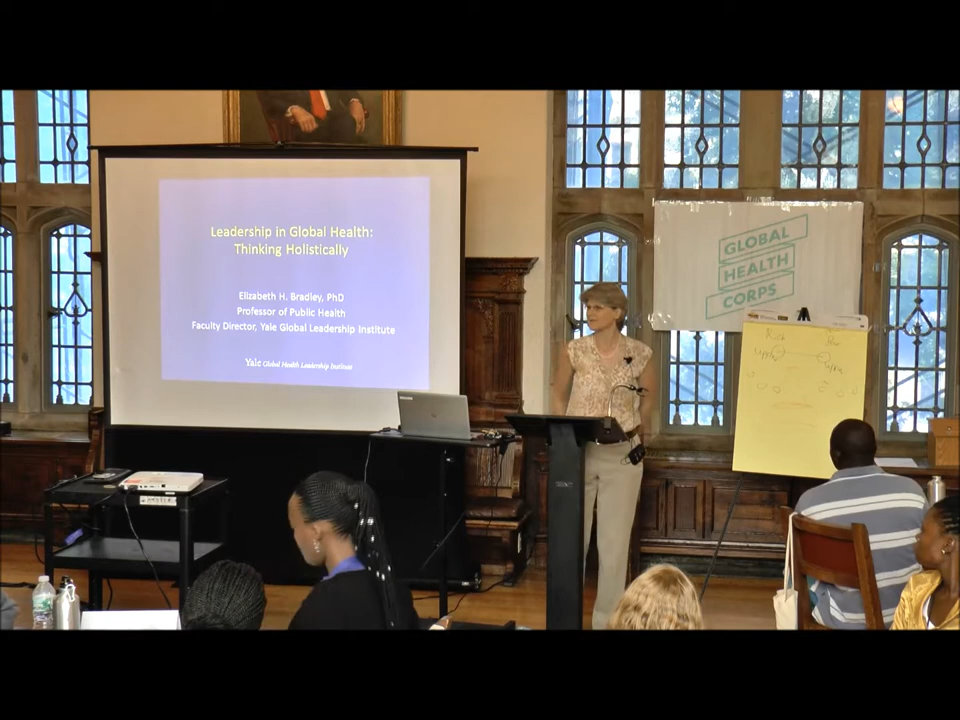 Leadership in Global Health:
Thinking Holistically
Elizabeth H. Bradley, PhD
Professor of Public Health
Faculty Director, Yale Global Leadership Institute
Yale Global Health Leadership Institute
GLOBAL
HEALTH
CORPS